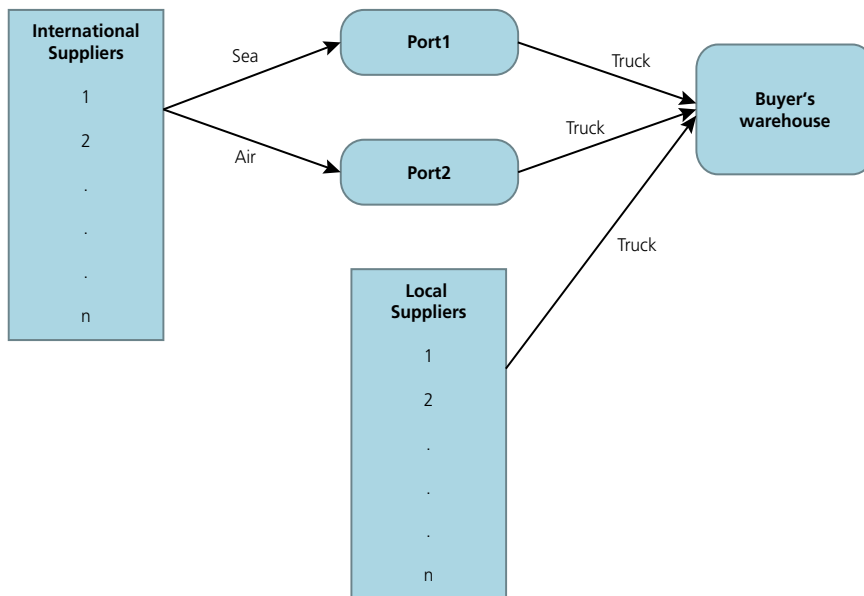 International
Suppliers
1
2
.
.
.
n
Sea
Air
Port1
Port2
Truck
Truck
Truck
Buyer‘s
warehouse
Local
Suppliers
1
2
.
.
.
n